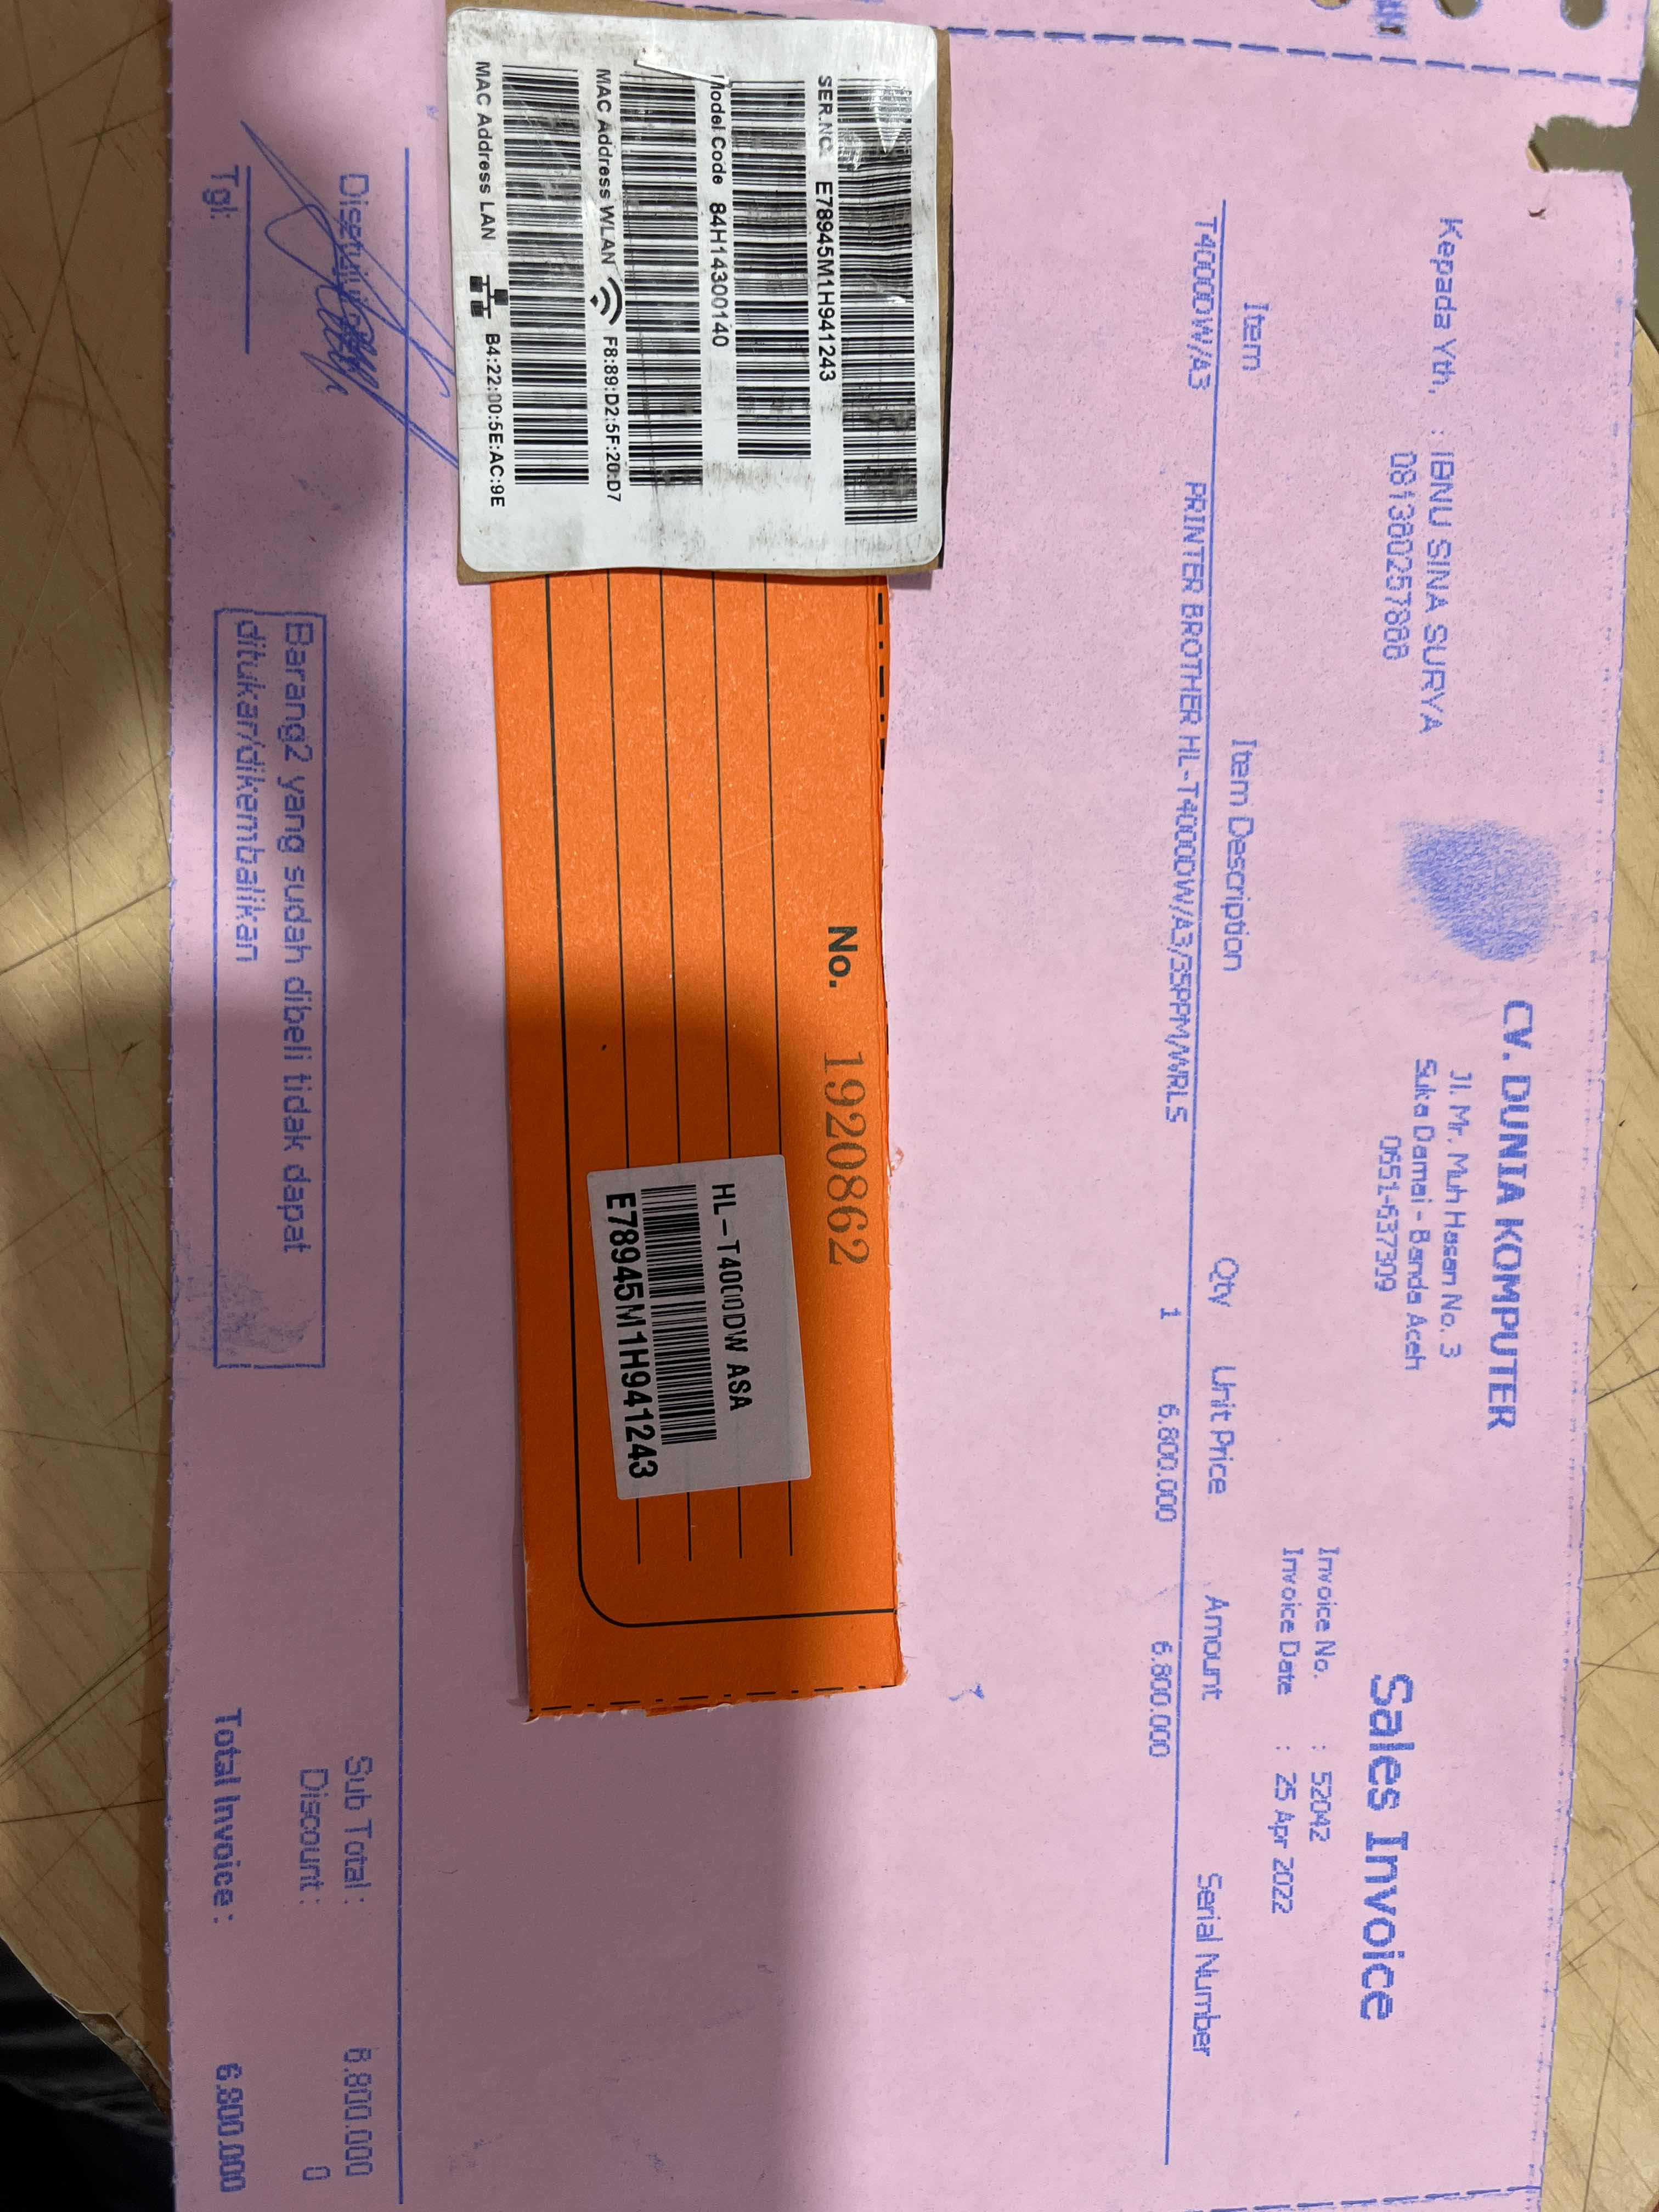 CV. DUNIA KOMPUTER
Jl. Mr. Muh Hasan No. 3
Suka Damai - Banda Aceh
0651-637309
Sales Invoice
Kepada Yth, : IBNU SINA SURYA
081380257888
Invoice No. : 52042
Invoice Date : 25 Apr 2022
Item Item Description Qty Unit Price Amount Serial Number
T4000DW/A3 PRINTER BROTHER HL-T4000DW/A3/35PPM/WRLS 1 6.800.000 6.800.000
SER.NO. E78945M1H941243
Model Code 84H14300140
MAC Address WLAN F8:89:D2:5F:20:D7
MAC Address LAN B4:22:00:5E:AC:9E
No. 1920862
HL-T4000DW ASA
E78945M1H941243
Disetujui
Tgl:
Barang2 yang sudah dibeli tidak dapat
ditukar/dikembalikan
Sub Total : 6.800.000
Discount : 0
Total Invoice : 6.800.000